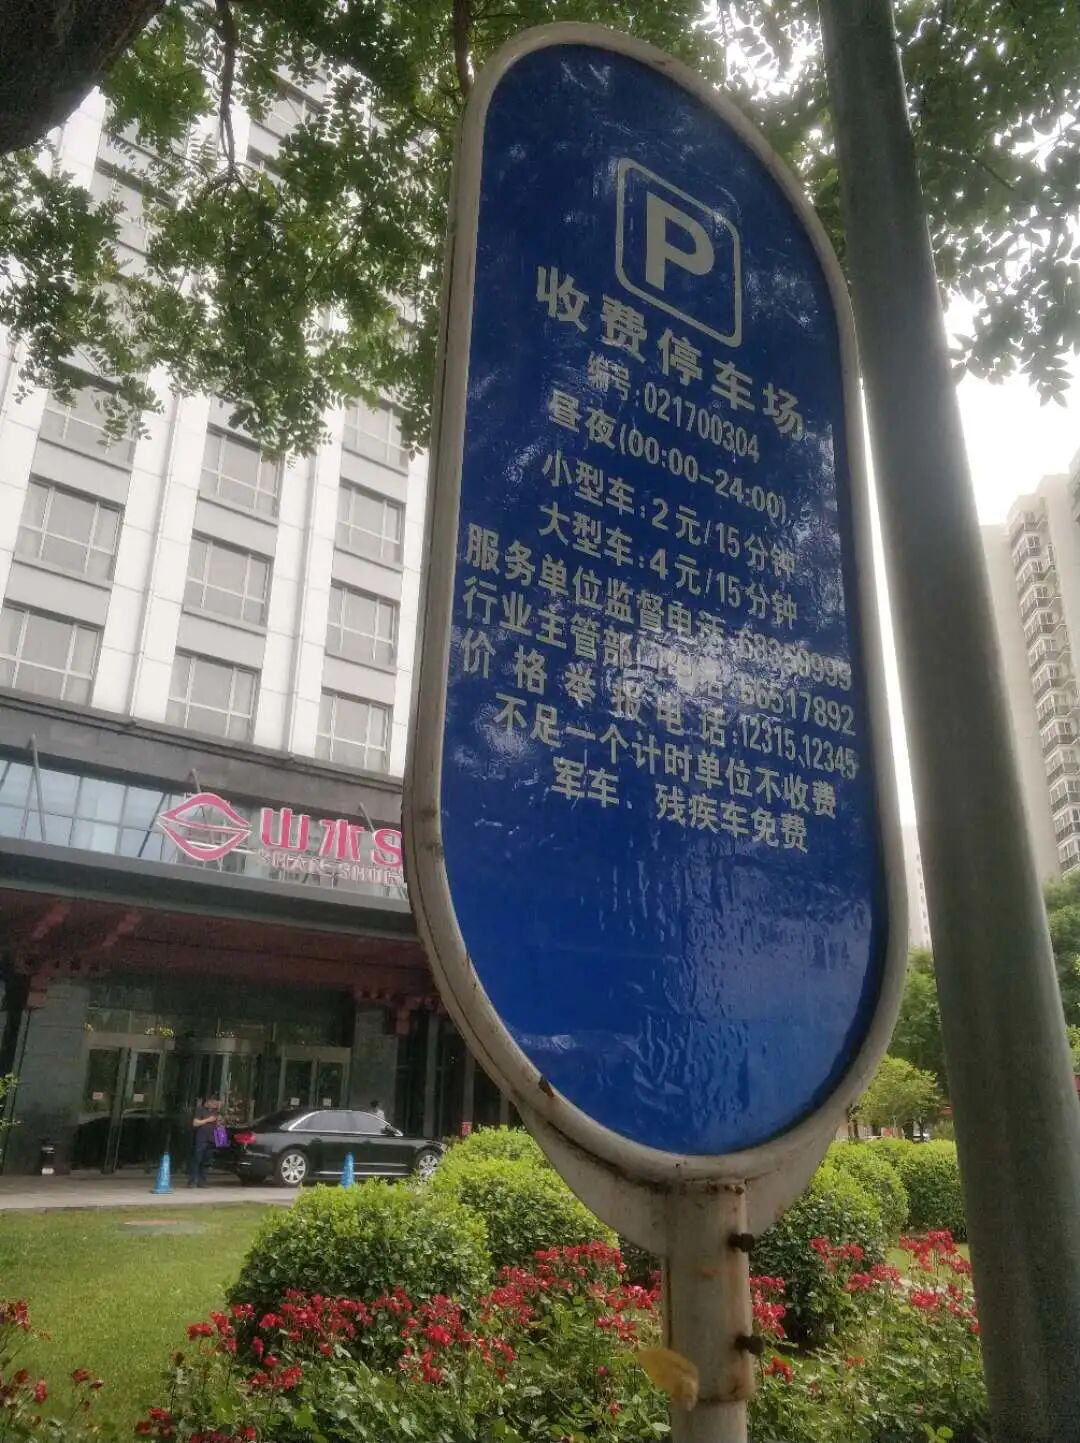 P
收费停车场
编号:021700304
昼夜(00:00-24:00)
小型车:2元/15分钟
大型车:4元/15分钟
服务单位监督电话:68359995
行业主管部门 电话:66517892
价格举报电话:12315、12345
不足一个计时单位不收费
军车、残疾车免费
山水S